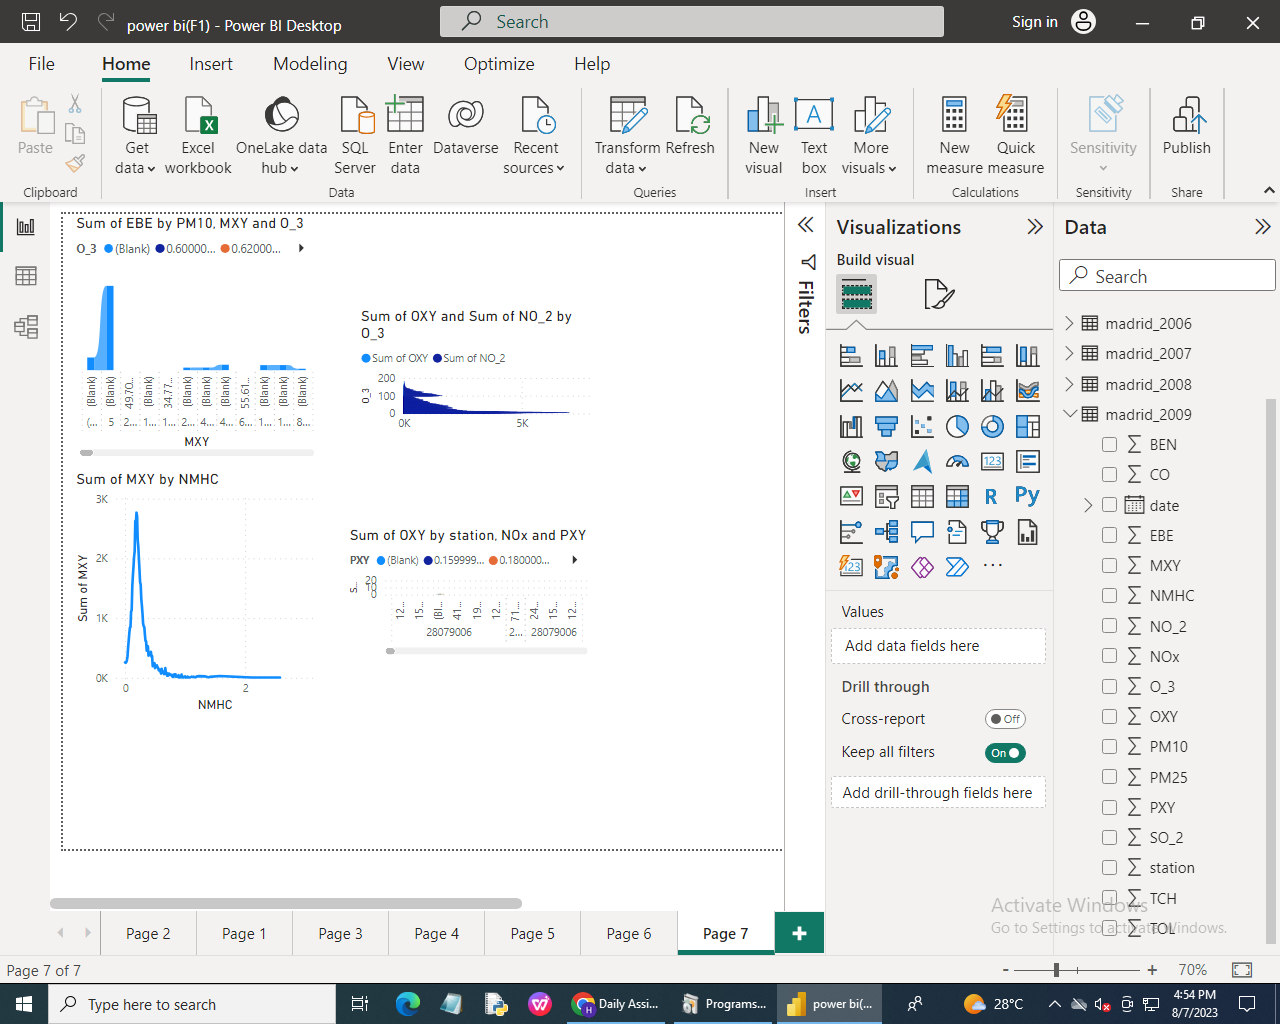 power bi(F1) - Power BI Desktop
Search
Sign in
File
Home
Insert
Modeling
View
Optimize
Help
Paste
Clipboard
Get data
Excel workbook
OneLake data hub
SQL Server
Enter data
Dataverse
Recent sources
Data
Transform data
Refresh
Queries
New visual
Text box
More visuals
Insert
New measure
Quick measure
Calculations
Sensitivity
Sensitivity
Publish
Share
Sum of EBE by PM10, MXY and O_3
O_3 (Blank) 0.60000... 0.62000...
(Blank) (Blank) 49.70... (Blank) 34.77... (Blank) (Blank) (Blank) 55.61... (Blank) (Blank) (Blank)
(... 5 2... 1... 1... 2... 4... 4... 6... 1... 1... 8...
MXY
Sum of OXY and Sum of NO_2 by
O_3
Sum of OXY Sum of NO_2
O_3
200
100
0
0K 5K
Sum of MXY by NMHC
Sum of MXY
3K
2K
1K
0K
0 2
NMHC
Sum of OXY by station, NOx and PXY
PXY (Blank) 0.159999... 0.180000...
S...
20
10
0
12... 15... (Bl... 41... 19... 12... 71... 24... 15... 12...
28079006 2... 28079006
Filters
Visualizations
Build visual
123
R
Py
123
...
Values
Add data fields here
Drill through
Cross-report
Off
Keep all filters
On
Add drill-through fields here
Data
Search
madrid_2006
madrid_2007
madrid_2008
madrid_2009
BEN
CO
date
EBE
MXY
NMHC
NO_2
NOx
O_3
OXY
PM10
PM25
PXY
SO_2
station
TCH
TOL
Activate Windows
Go to Settings to activate Windows.
Page 2
Page 1
Page 3
Page 4
Page 5
Page 6
Page 7
+
Page 7 of 7
- + 70%
Type here to search
Daily Assi...
Programs...
power bi(...
28°C
4:54 PM
8/7/2023